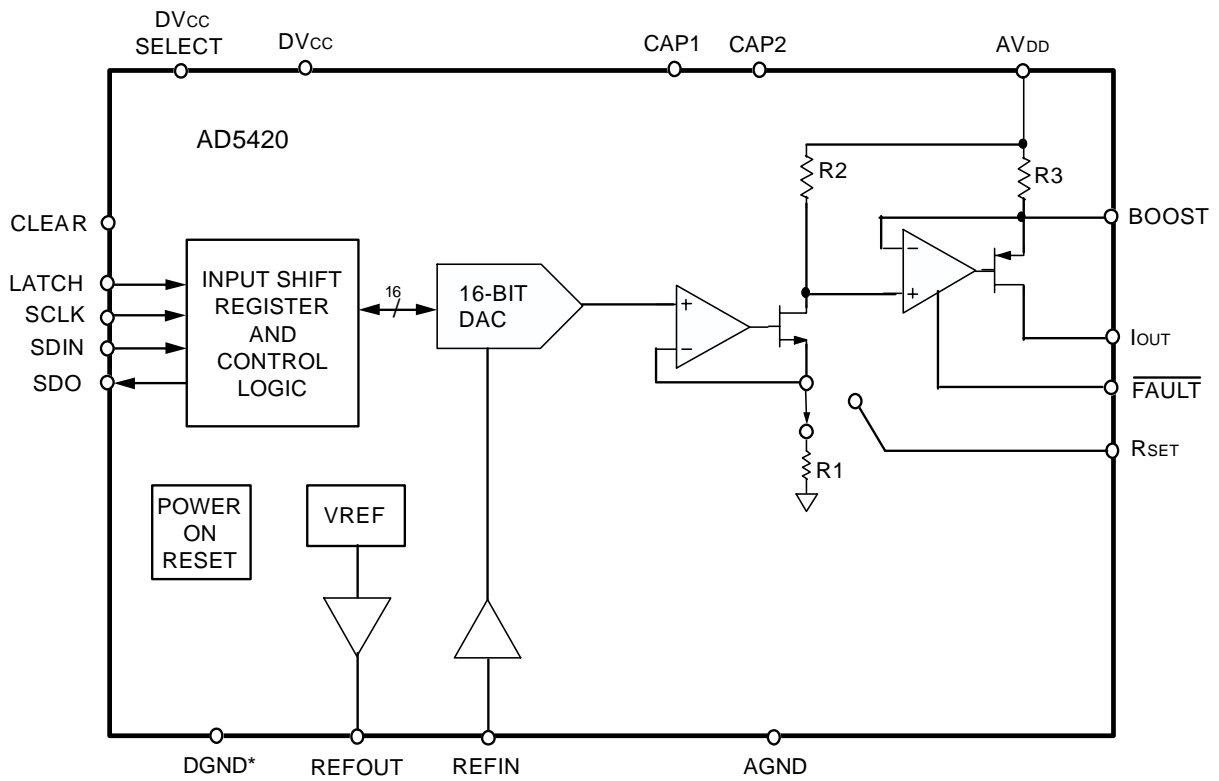 DVCC
SELECT
DVCC
CAP1
CAP2
AVDD
AD5420
R2
R3
CLEAR
BOOST
LATCH
SCLK
SDIN
SDO
INPUT SHIFT
REGISTER
AND
CONTROL
LOGIC
16
16-BIT
DAC
+
–
–
+
IOUT
FAULT
RSET
R1
POWER
ON
RESET
VREF
DGND*
REFOUT
REFIN
AGND